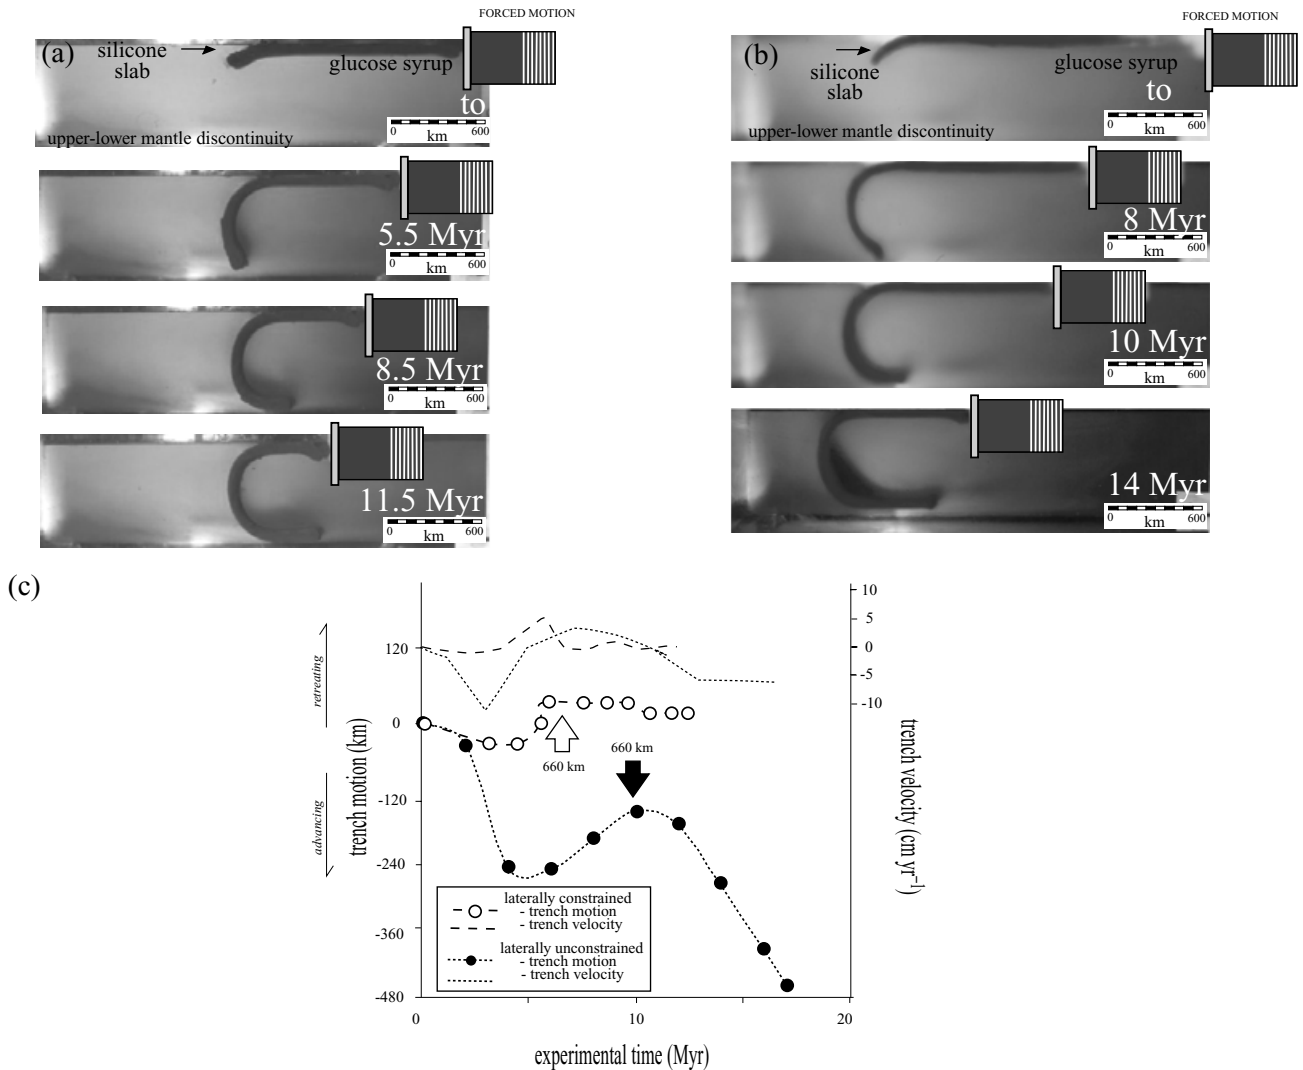 FORCED MOTION
(a)
silicone
slab
glucose syrup
to
0 600
km
upper-lower mantle discontinuity
5.5 Myr
0 600
km
8.5 Myr
0 600
km
11.5 Myr
0 600
km
FORCED MOTION
(b)
silicone
slab
glucose syrup
to
0 600
km
upper-lower mantle discontinuity
8 Myr
0 600
km
10 Myr
0 600
km
14 Myr
0 600
km
(c)
retreating
advancing
trench motion (km)
120
0
-120
-240
-360
-480
10
5
0
-5
-10
trench velocity (cm yr⁻¹)
660 km
660 km
laterally constrained
- trench motion
- trench velocity
laterally unconstrained
- trench motion
- trench velocity
0 10 20
experimental time (Myr)